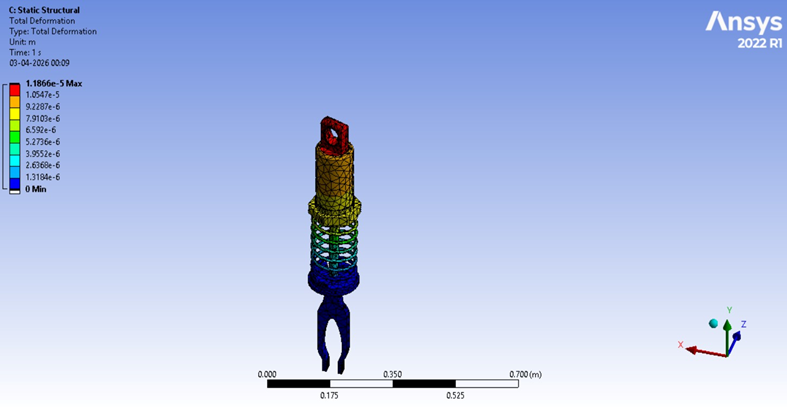 C: Static Structural
Total Deformation
Type: Total Deformation
Unit: m
Time: 1 s
03-04-2026 00:09
1.1866e-5 Max
1.0547e-5
9.2287e-6
7.9103e-6
6.592e-6
5.2736e-6
3.9552e-6
2.6368e-6
1.3184e-6
0 Min
Ansys
2022 R1
Y
Z
X
0.000 0.350 0.700 (m)
0.175 0.525